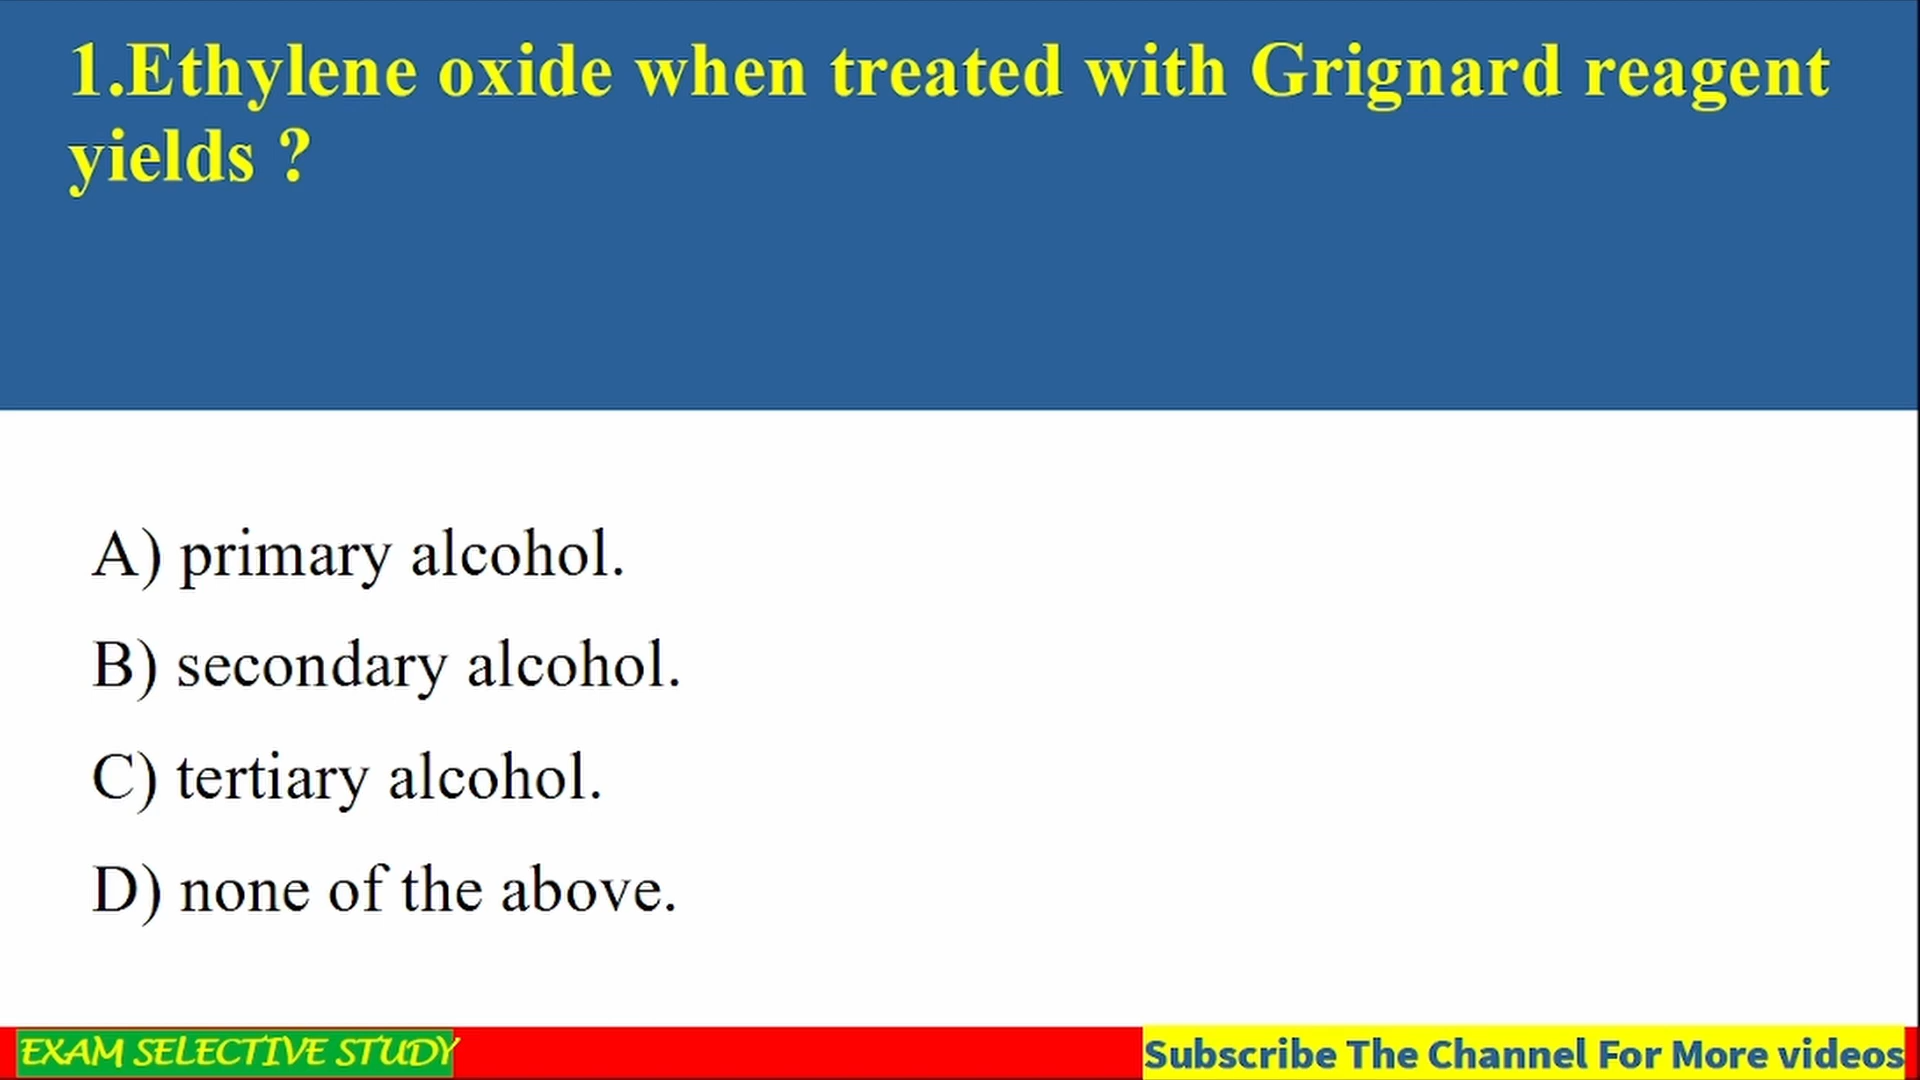 1.Ethylene oxide when treated with Grignard reagent
yields ?
A) primary alcohol.
B) secondary alcohol.
C) tertiary alcohol.
D) none of the above.
EXAM SELECTIVE STUDY
Subscribe The Channel For More videos